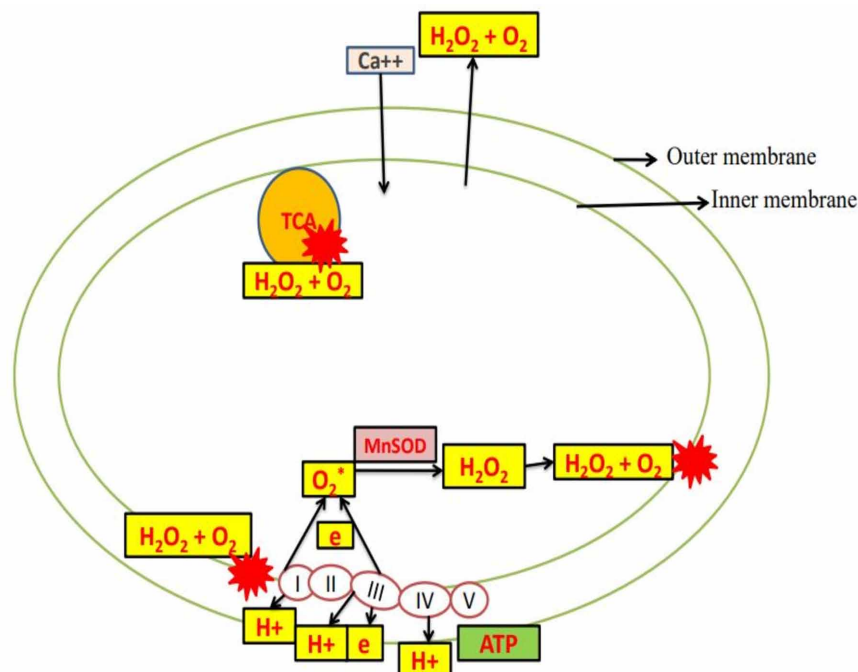 H₂O₂ + O₂
Ca++
Outer membrane
Inner membrane
TCA
H₂O₂ + O₂
MnSOD
O₂*
H₂O₂
H₂O₂ + O₂
H₂O₂ + O₂
e
I
II
III
IV
V
H+
H+
e
H+
ATP